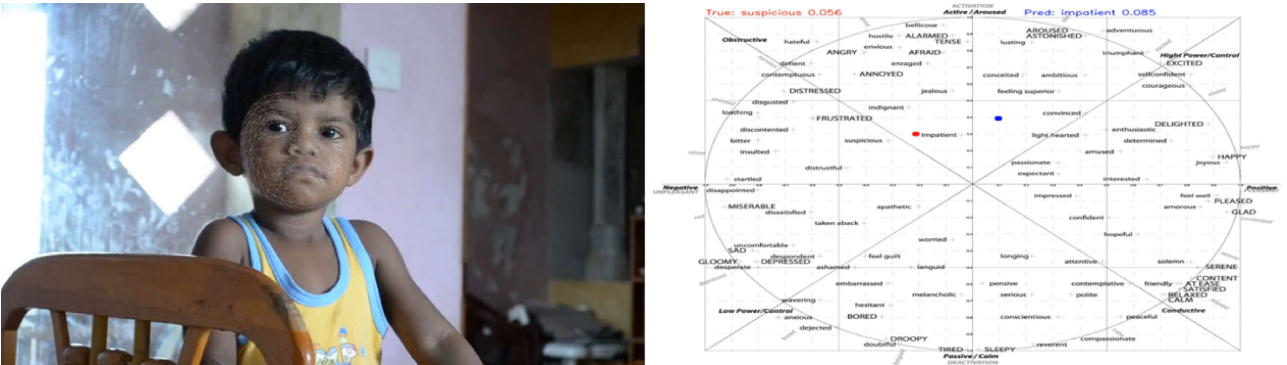 True: suspicious 0.056
Pred: impatient 0.085
ACTIVATION
Active / Aroused
bellicose
hostile
ALARMED
AROUSED
adventurous
hateful
TENSE
ASTONISHED
Obstructive
envious
lusting
ANGRY
AFRAID
triumphant
Hight Power/Control
defient
enraged
EXCITED
contemptuous
ANNOYED
conceited
ambitious
selfconfident
courageous
DISTRESSED
jealous
feeling superior
disgusted
indignant
loathing
convinced
FRUSTRATED
DELIGHTED
discontented
impatient
light hearted
enthusiastic
bitter
suspicious
determined
insulted
amused
HAPPY
passionate
joyous
distrustful
expectant
startled
interested
Negative
Positive
UNPLEASANT
PLEASANT
disappointed
impressed
feel well
MISERABLE
apathetic
PLEASED
dissatisfied
amorous
GLAD
taken aback
confident
worried
hopeful
uncomfortable
SAD
despondent
feel guilt
longing
GLOOMY
DEPRESSED
attentive
solemn
desperate
ashamed
languid
SERENE
CONTENT
embarrassed
pensive
contemplative
friendly
AT EASE
SATISFIED
wavering
melancholic
serious
polite
RELAXED
hesitant
CALM
Low Power/Control
anxious
BORED
conscientious
peaceful
Conductive
dejected
DROOPY
compassionate
doubtful
reverent
TIRED
SLEEPY
Passive / Calm
DEACTIVATION